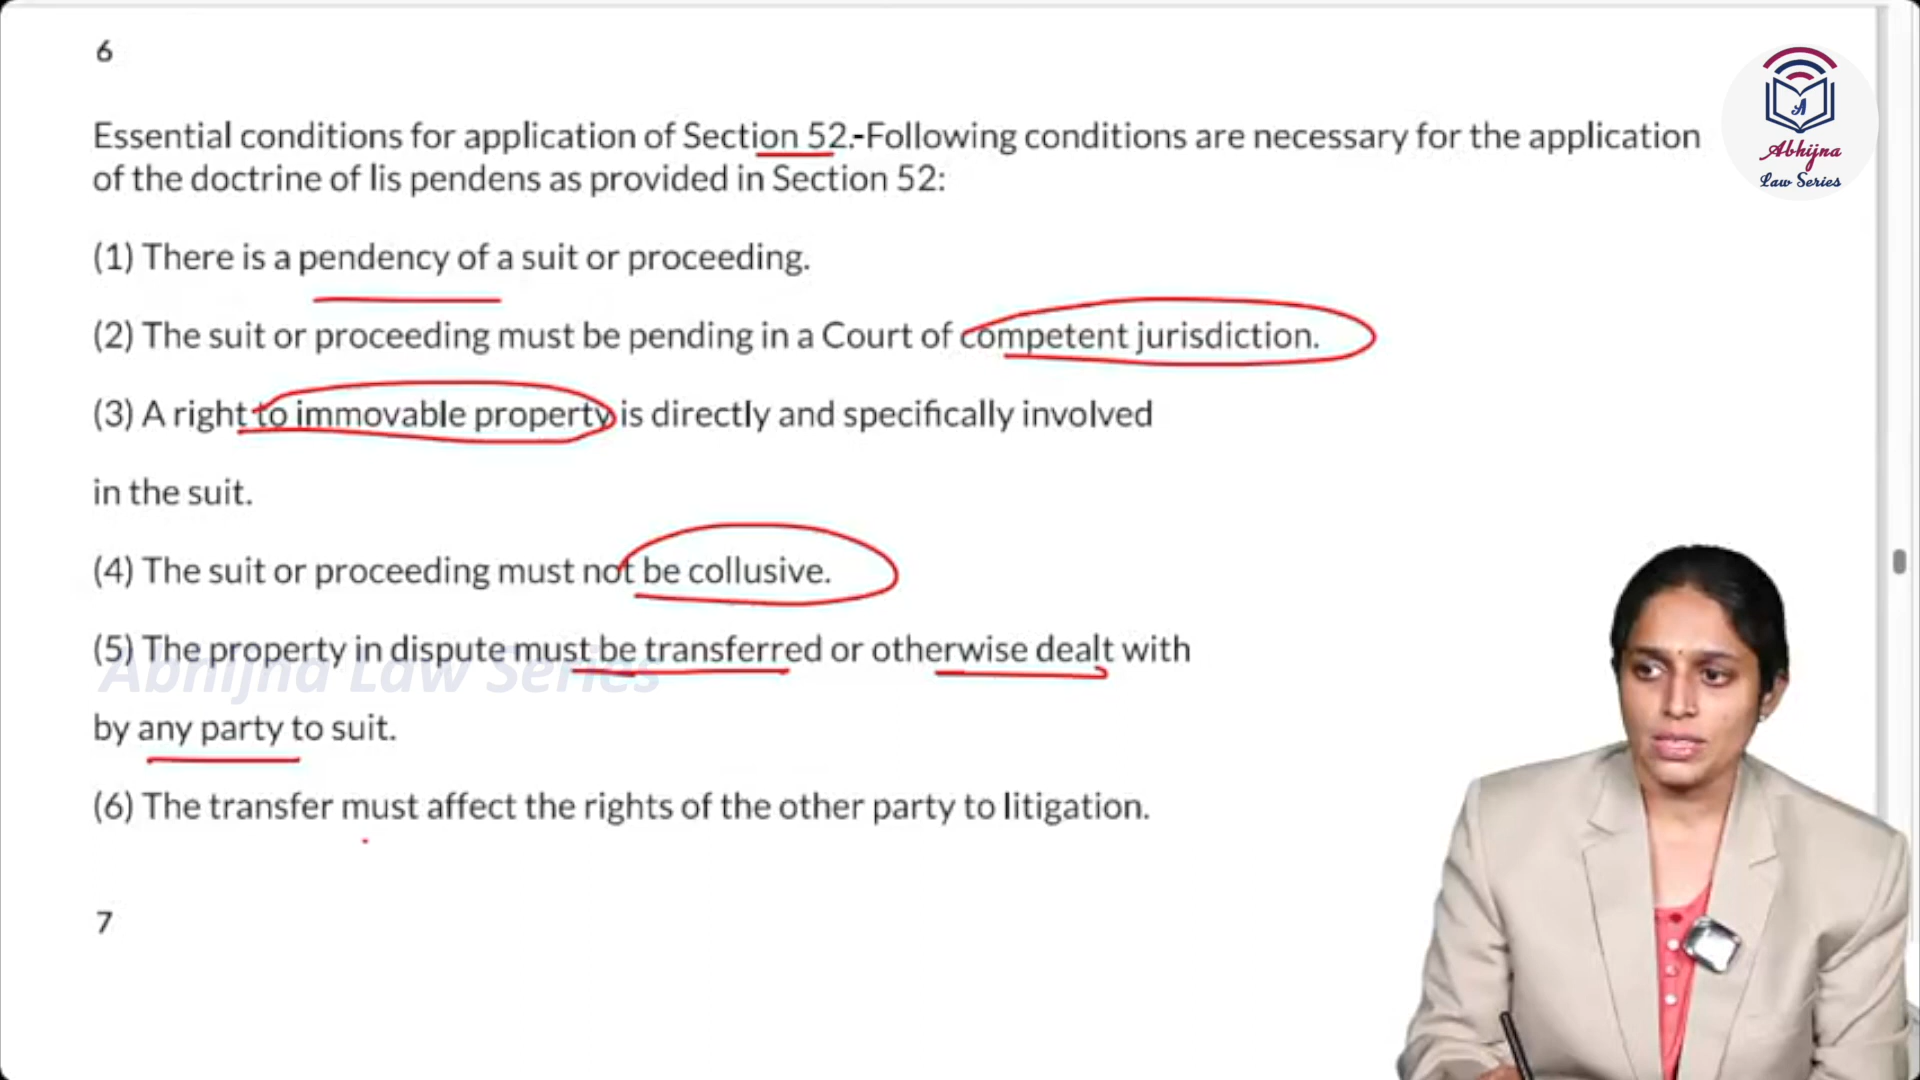 6
Essential conditions for application of Section 52.-Following conditions are necessary for the application
of the doctrine of lis pendens as provided in Section 52:
(1) There is a pendency of a suit or proceeding.
(2) The suit or proceeding must be pending in a Court of competent jurisdiction.
(3) A right to immovable property is directly and specifically involved
in the suit.
(4) The suit or proceeding must not be collusive.
(5) The property in dispute must be transferred or otherwise dealt with
by any party to suit.
(6) The transfer must affect the rights of the other party to litigation.
7
A
Abhijna
Law Series
Abhijna Law Series